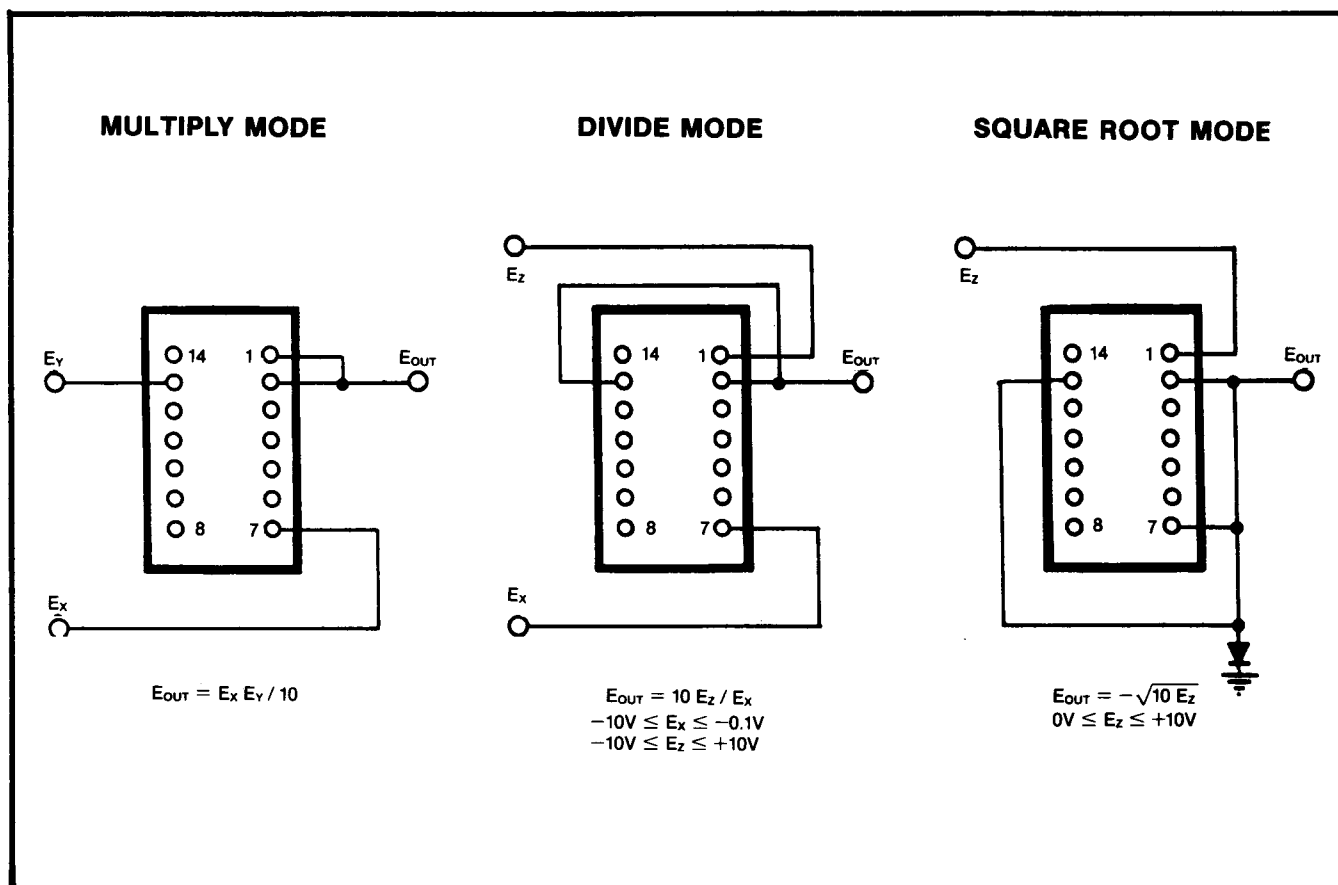 MULTIPLY MODE
DIVIDE MODE
SQUARE ROOT MODE
EY
14
1
EOUT
8
7
EX
EOUT = EX EY / 10
EZ
14
1
EOUT
8
7
EX
EOUT = 10 EZ / EX
−10V ≤ EX ≤ −0.1V
−10V ≤ EZ ≤ +10V
EZ
14
1
EOUT
8
7
EOUT = −√10 EZ
0V ≤ EZ ≤ +10V